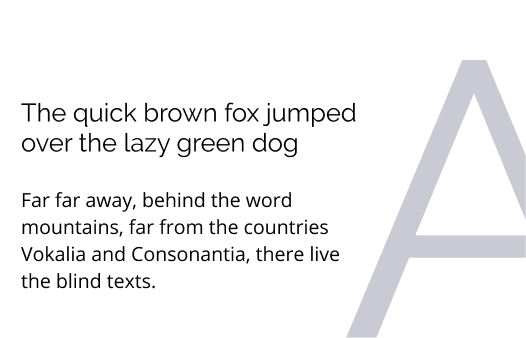 The quick brown fox jumped
over the lazy green dog
Far far away, behind the word
mountains, far from the countries
Vokalia and Consonantia, there live
the blind texts.
A